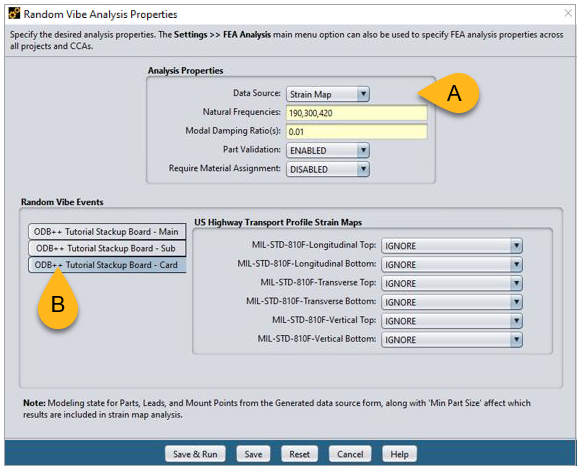 Random Vibe Analysis Properties
Specify the desired analysis properties. The Settings >> FEA Analysis main menu option can also be used to specify FEA analysis properties across
all projects and CCAs.
Analysis Properties
Data Source: Strain Map
A
Natural Frequencies: 190,300,420
Modal Damping Ratio(s): 0.01
Part Validation: ENABLED
Require Material Assignment: DISABLED
Random Vibe Events
ODB++ Tutorial Stackup Board - Main
ODB++ Tutorial Stackup Board - Sub
ODB++ Tutorial Stackup Board - Card
B
US Highway Transport Profile Strain Maps
MIL-STD-810F-Longitudinal Top: IGNORE
MIL-STD-810F-Longitudinal Bottom: IGNORE
MIL-STD-810F-Transverse Top: IGNORE
MIL-STD-810F-Transverse Bottom: IGNORE
MIL-STD-810F-Vertical Top: IGNORE
MIL-STD-810F-Vertical Bottom: IGNORE
Note: Modeling state for Parts, Leads, and Mount Points from the Generated data source form, along with 'Min Part Size' affect which
results are included in strain map analysis.
Save & Run Save Reset Cancel Help